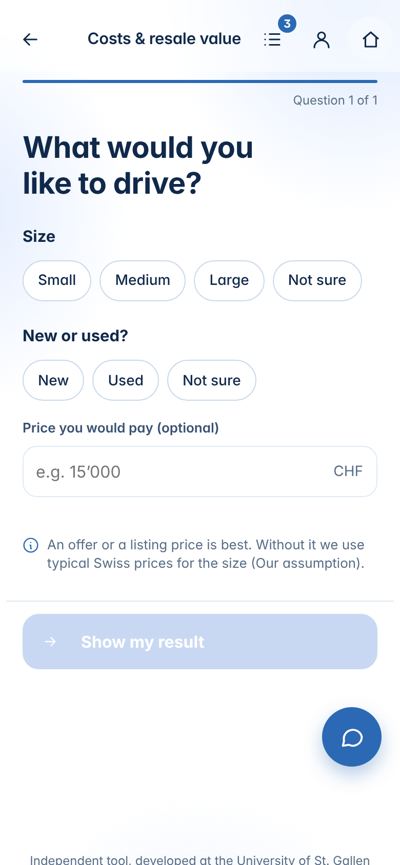 Costs & resale value
3
Question 1 of 1
What would you
like to drive?
Size
Small
Medium
Large
Not sure
New or used?
New
Used
Not sure
Price you would pay (optional)
e.g. 15’000
CHF
An offer or a listing price is best. Without it we use
typical Swiss prices for the size (Our assumption).
Show my result
Independent tool, developed at the University of St. Gallen